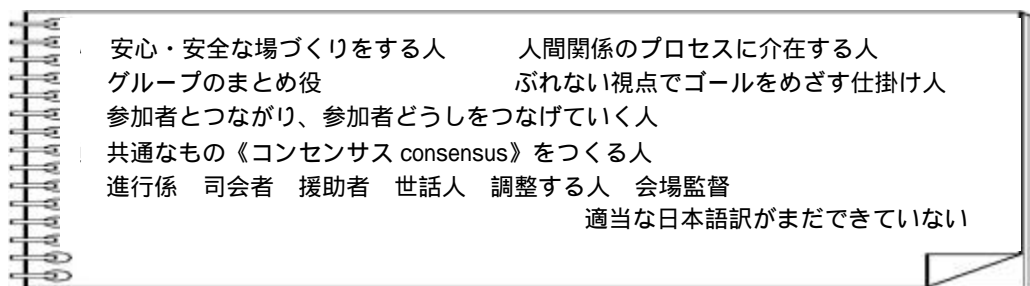 安心・安全な場づくりをする人　人間関係のプロセスに介在する人
グループのまとめ役　ぶれない視点でゴールをめざす仕掛け人
参加者とつながり、参加者どうしをつなげていく人
共通なもの《コンセンサス consensus》をつくる人
進行係　司会者　援助者　世話人　調整する人　会場監督
適当な日本語訳がまだできていない